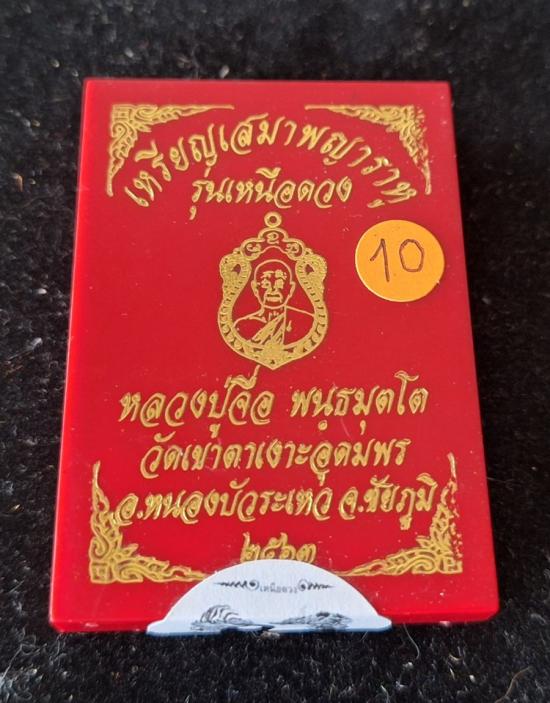 เหรียญเสมาพญาราหู
รุ่นเหนือดวง
10
หลวงปู่จื่อ พนฺธมุตฺโต
วัดเขาตาเงาะอุดมพร
อ.หนองบัวระเหว จ.ชัยภูมิ
๒๕๖๓
เหนือดวง